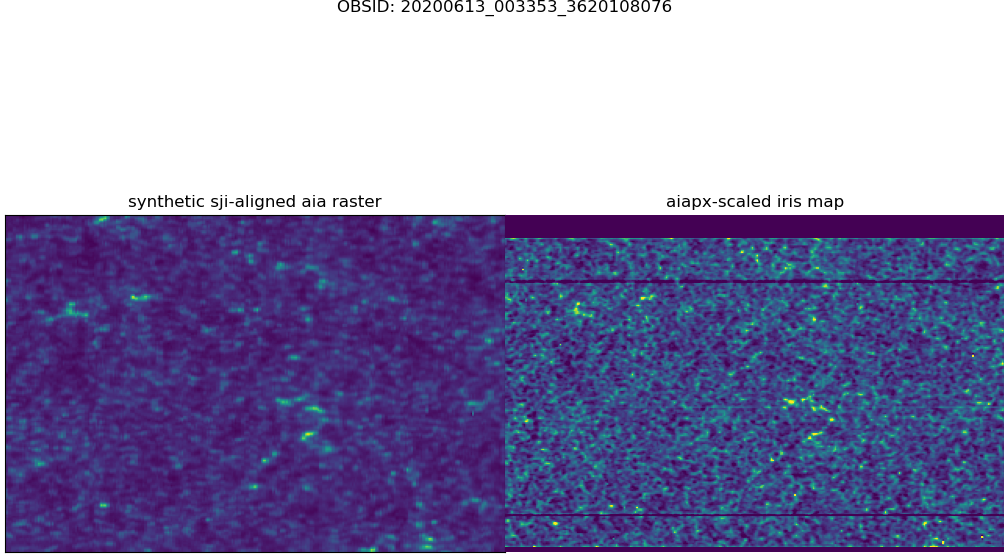 OBSID: 20200613_003353_3620108076
synthetic sji-aligned aia raster
aiapx-scaled iris map